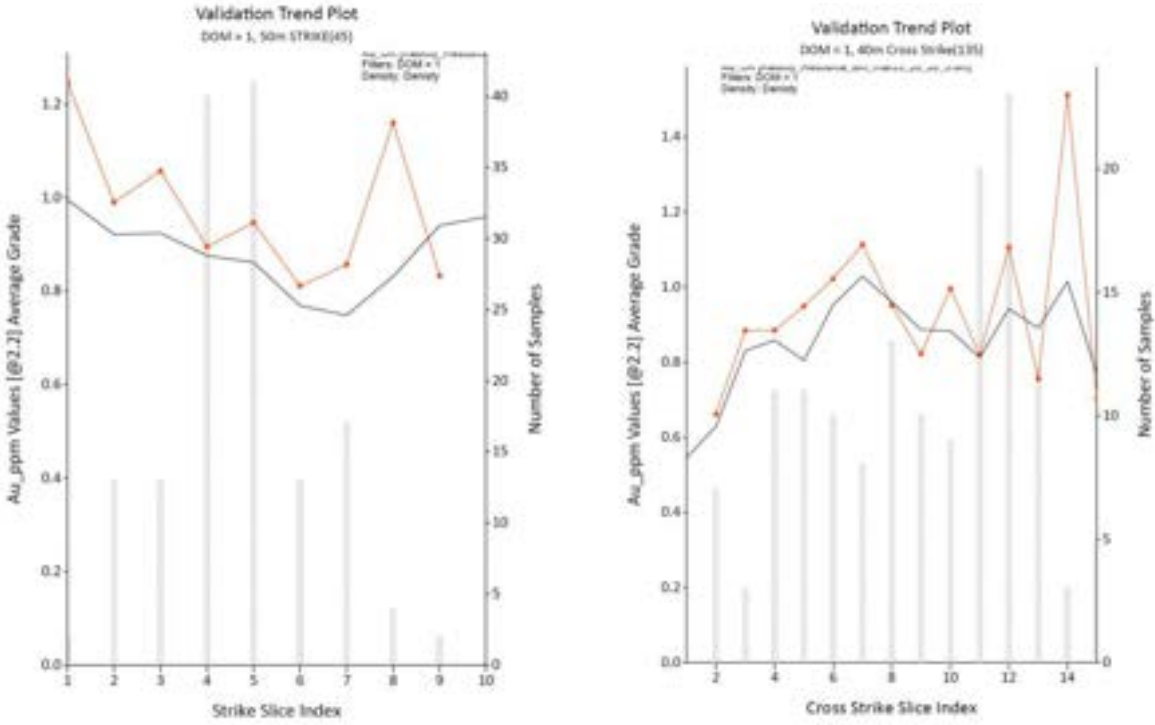 Validation Trend Plot
DOM = 1, 50m STRIKE(45)
Filters: DOM = 1
Density: Density
Au_ppm Values [@2.2] Average Grade
1.2
1.0
0.8
0.6
0.4
0.2
0.0
40
35
30
25
20
15
10
5
0
Number of Samples
1 2 3 4 5 6 7 8 9 10
Strike Slice Index
Validation Trend Plot
DOM = 1, 40m Cross Strike(135)
Filters: DOM = 1
Density: Density
Au_ppm Values [@2.2] Average Grade
1.4
1.2
1.0
0.8
0.6
0.4
0.2
0.0
20
15
10
5
0
Number of Samples
2 4 6 8 10 12 14
Cross Strike Slice Index